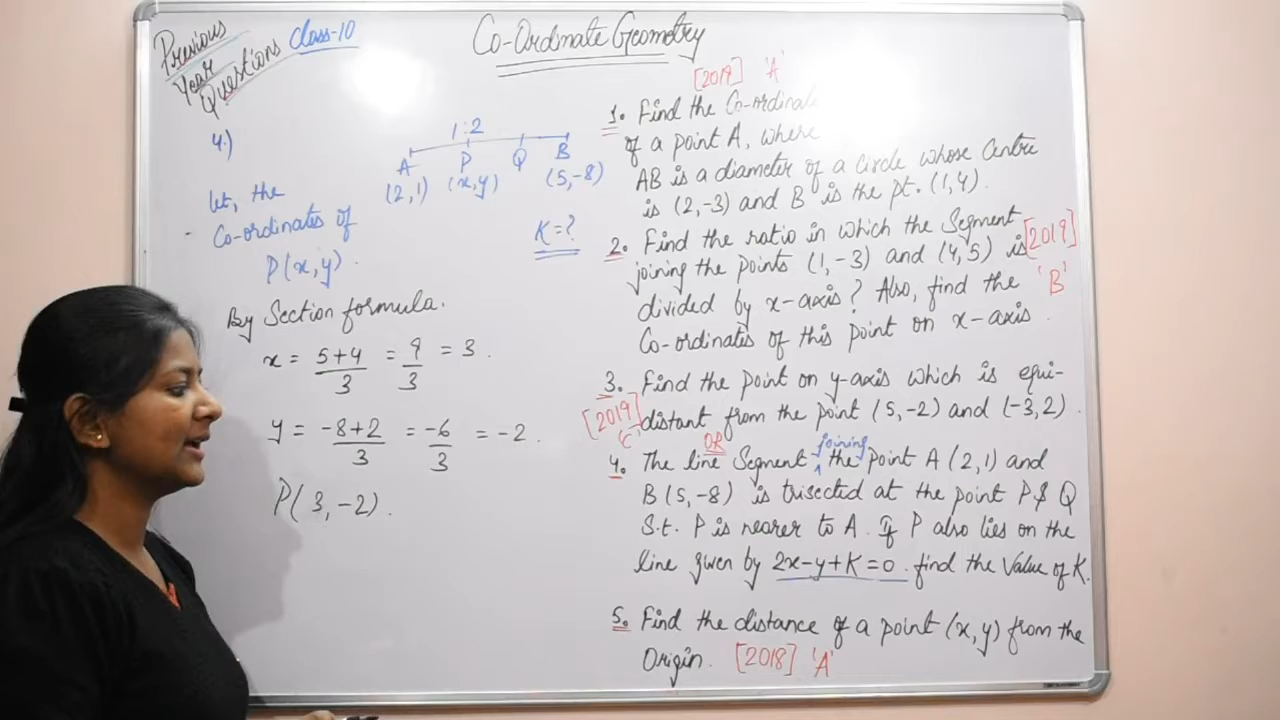 Previous
Year
Questions
Class-10
Co-Ordinate Geometry
4.)
1:2
A P Q B
(2,1) (x,y) (5,-8)
let, the
Co-ordinates of
P(x,y).
K=?
By Section formula.
x = 5+4/3 = 9/3 = 3.
y = -8+2/3 = -6/3 = -2.
P(3,-2).
[2019] 'A'
1. Find the
of a point A, where
AB is a diameter of a Circle whose Centre
is (2,-3) and B is the pt. (1,4).
2. Find the ratio in which the Segment [2019]
joining the points (1,-3) and (4,5) is 'B'
divided by x-axis? Also, find the
Co-ordinates of this point on x-axis.
3. Find the point on y-axis which is equi-
[2019] 'C' distant from the point (5,-2) and (-3,2).
OR
4. The line Segment joining the point A(2,1) and
B(5,-8) is trisected at the point P & Q
S.t. P is nearer to A. If P also lies on the
line given by 2x-y+K=0. find the Value of K.
5. Find the distance of a point (x,y) from the
Origin. [2018] 'A'